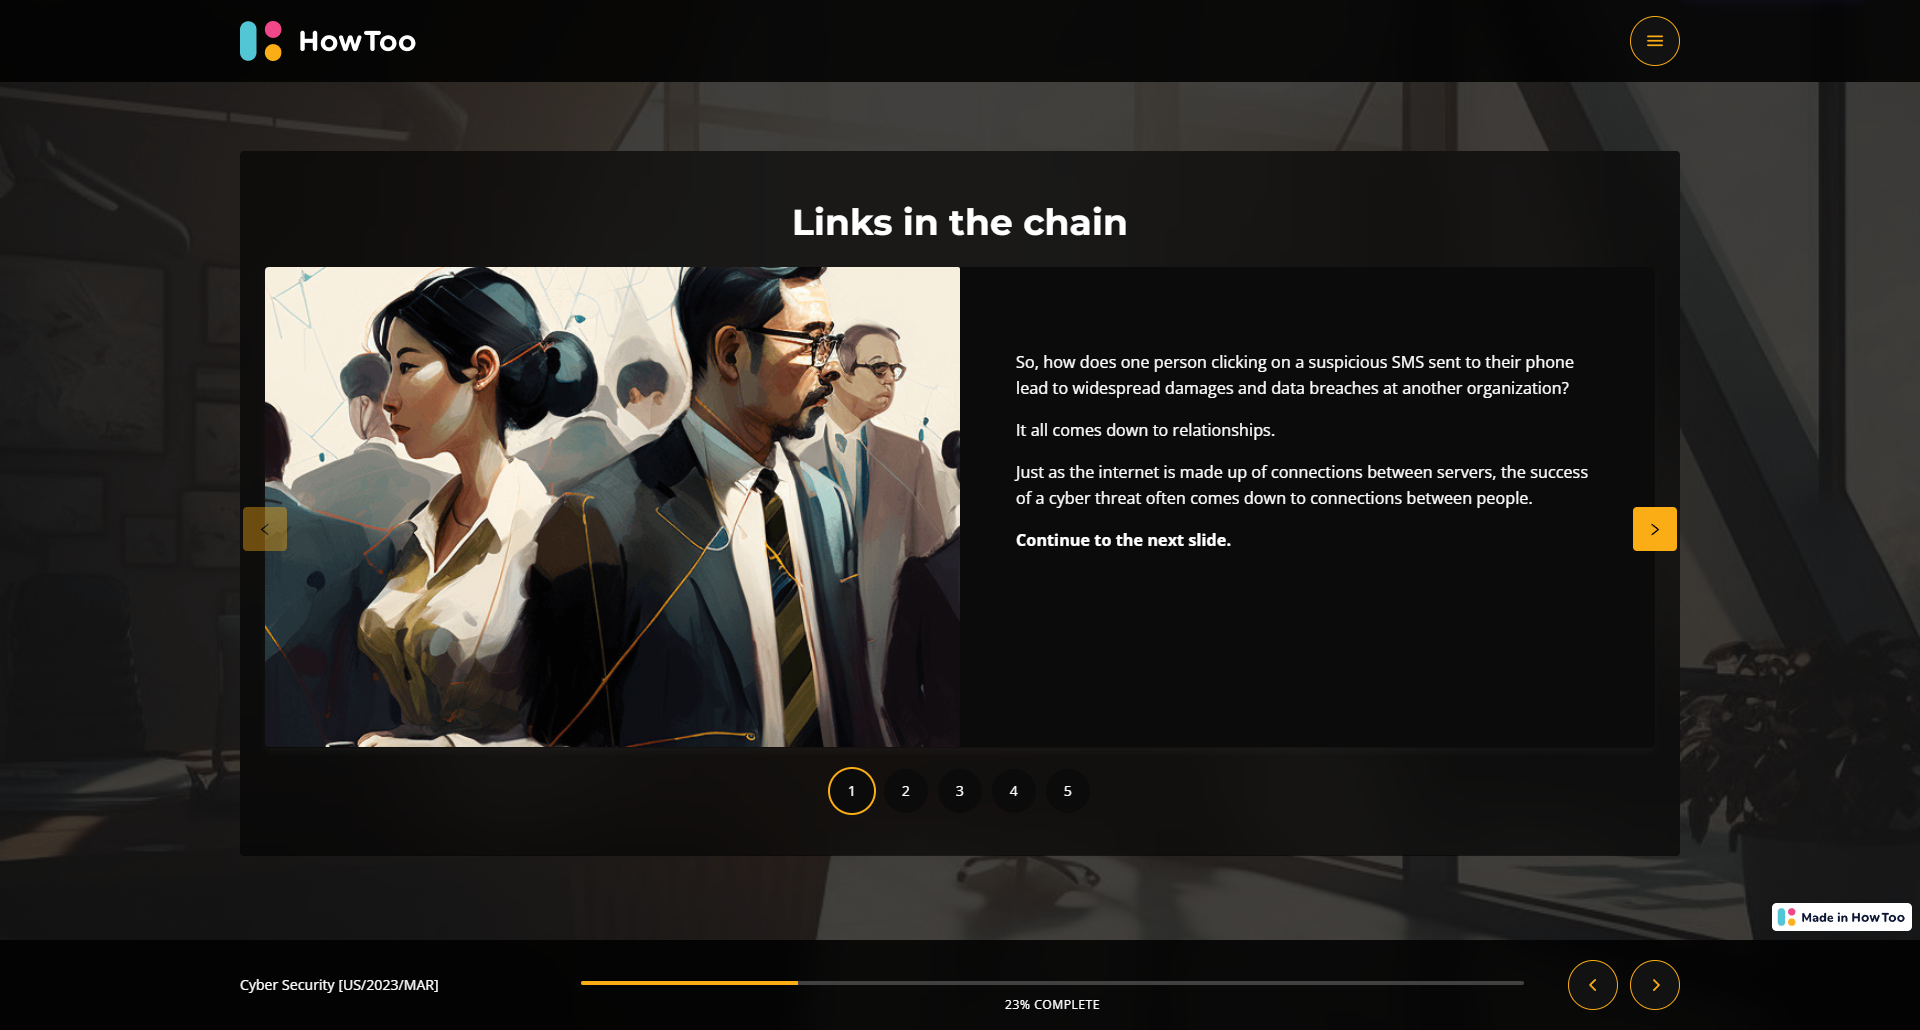 HowToo
Links in the chain
So, how does one person clicking on a suspicious SMS sent to their phone
lead to widespread damages and data breaches at another organization?
It all comes down to relationships.
Just as the internet is made up of connections between servers, the success
of a cyber threat often comes down to connections between people.
Continue to the next slide.
1 2 3 4 5
Made in HowToo
Cyber Security [US/2023/MAR]
23% COMPLETE